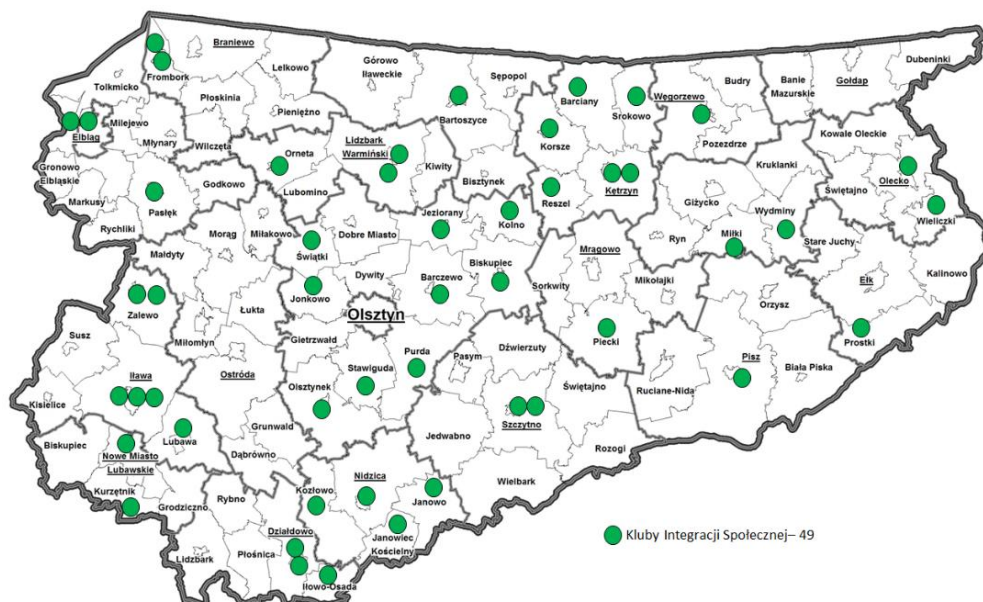 Braniewo
Frombork
Lelkowo
Górowo
Iławeckie
Sępopol
Tolkmicko
Płoskinia
Pieniężno
Bartoszyce
Barciany
Srokowo
Węgorzewo
Budry
Banie
Mazurskie
Gołdap
Dubeninki
Elbląg
Milejewo
Młynary
Wilczęta
Orneta
Lidzbark
Warmiński
Kiwity
Korsze
Pozezdrze
Kowale Oleckie
Gronowo
Elbląskie
Markusy
Pasłęk
Godkowo
Lubomino
Bisztynek
Reszel
Kętrzyn
Kruklanki
Giżycko
Świętajno
Olecko
Wieliczki
Rychliki
Morąg
Miłakowo
Świątki
Dobre Miasto
Jeziorany
Kolno
Mrągowo
Ryn
Miłki
Wydminy
Stare Juchy
Małdyty
Dywity
Jonkowo
Barczewo
Biskupiec
Sorkwity
Mikołajki
Orzysz
Ełk
Kalinowo
Zalewo
Łukta
Olsztyn
Susz
Miłomłyn
Gietrzwałd
Purda
Pasym
Dźwierzuty
Piecki
Prostki
Iława
Ostróda
Olsztynek
Stawiguda
Świętajno
Ruciane-Nida
Pisz
Biała Piska
Kisielice
Lubawa
Grunwald
Szczytno
Biskupiec
Nowe Miasto
Lubawskie
Dąbrówno
Jedwabno
Rozogi
Kurzętnik
Grodziczno
Rybno
Kozłowo
Nidzica
Janowo
Wielbark
Działdowo
Janowiec
Kościelny
Lidzbark
Płośnica
Iłowo-Osada
Kluby Integracji Społecznej– 49